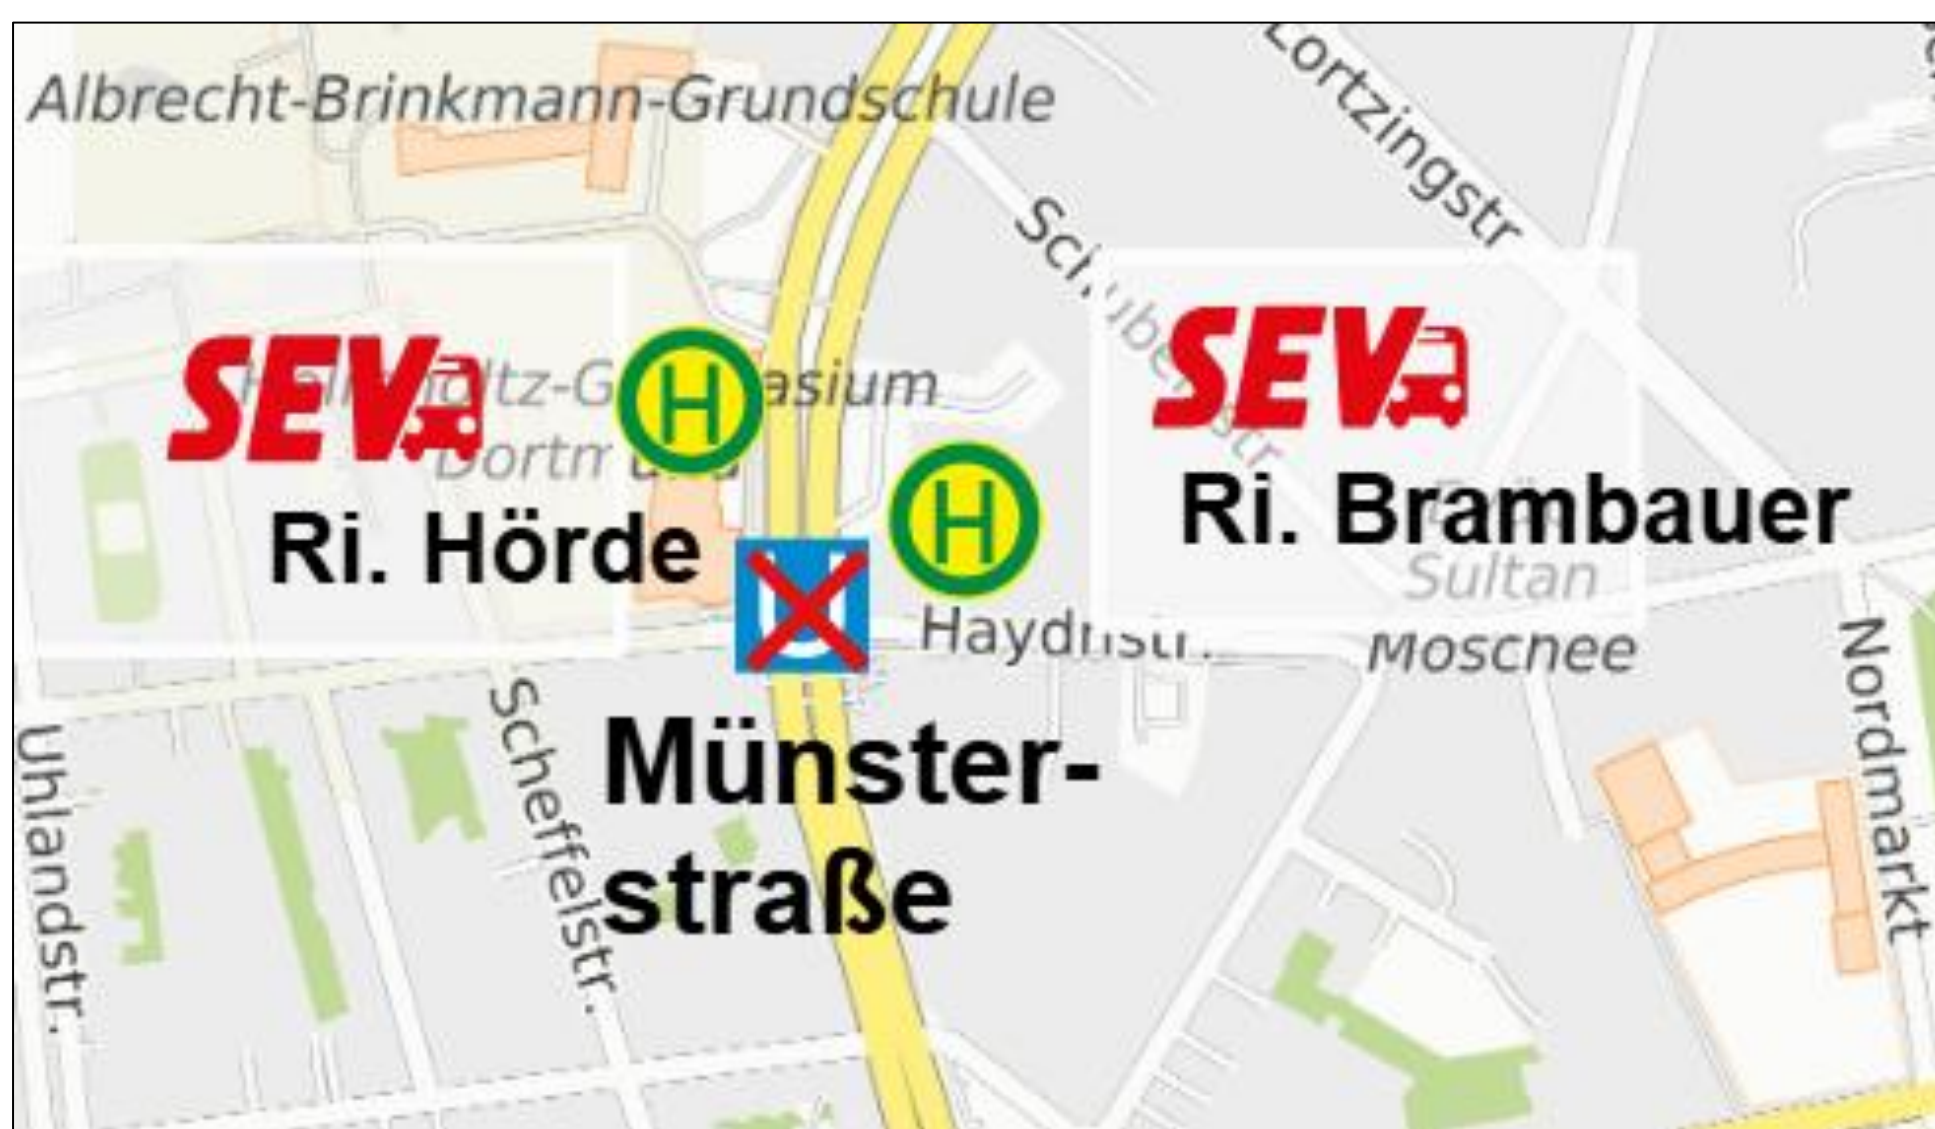 Albrecht-Brinkmann-Grundschule
Lortzingstr
Schubertstr
SEV
H
SEV
Ri. Hörde
H
Ri. Brambauer
Dortmund
Sultan
Moschee
U
Haydnstr.
Münster-
straße
Scheffelstr.
Uhlandstr.
Nordmarkt